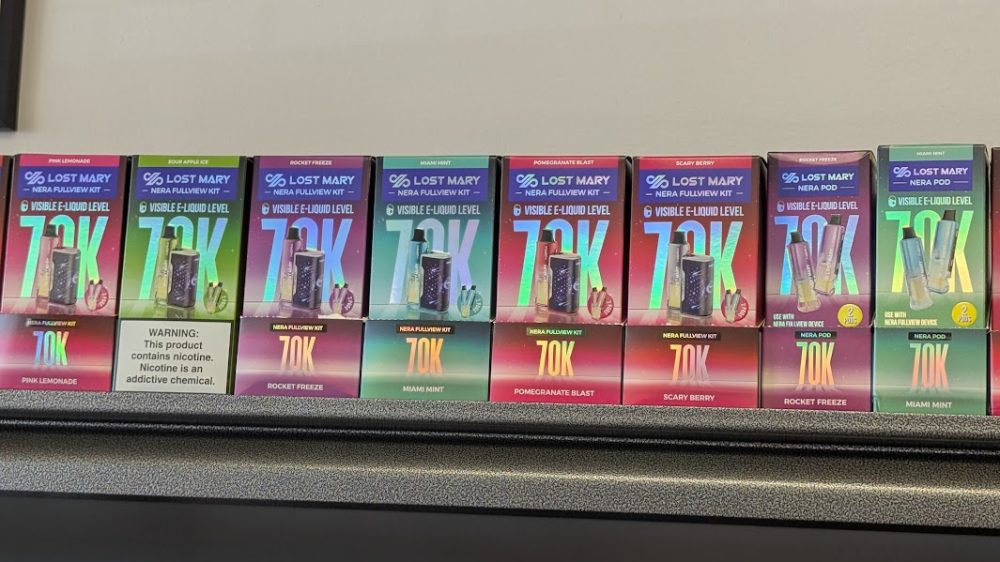 PINK LEMONADE
LOST MARY
NERA FULLVIEW KIT
VISIBLE E-LIQUID LEVEL
70K
NERA FULLVIEW KIT
70K
PINK LEMONADE
SOUR APPLE ICE
LOST MARY
NERA FULLVIEW KIT
VISIBLE E-LIQUID LEVEL
70K
WARNING:
This product
contains nicotine.
Nicotine is an
addictive chemical.
ROCKET FREEZE
LOST MARY
NERA FULLVIEW KIT
VISIBLE E-LIQUID LEVEL
70K
NERA FULLVIEW KIT
70K
ROCKET FREEZE
MIAMI MINT
LOST MARY
NERA FULLVIEW KIT
VISIBLE E-LIQUID LEVEL
70K
NERA FULLVIEW KIT
70K
MIAMI MINT
POMEGRANATE BLAST
LOST MARY
NERA FULLVIEW KIT
VISIBLE E-LIQUID LEVEL
70K
NERA FULLVIEW KIT
70K
POMEGRANATE BLAST
SCARY BERRY
LOST MARY
NERA FULLVIEW KIT
VISIBLE E-LIQUID LEVEL
70K
NERA FULLVIEW KIT
70K
SCARY BERRY
ROCKET FREEZE
LOST MARY
NERA POD
VISIBLE E-LIQUID LEVEL
70K
USE WITH
NERA FULLVIEW DEVICE
2
PODS
NERA POD
70K
ROCKET FREEZE
MIAMI MINT
LOST MARY
NERA POD
VISIBLE E-LIQUID LEVEL
70K
USE WITH
NERA FULLVIEW DEVICE
2
PODS
NERA POD
70K
MIAMI MINT